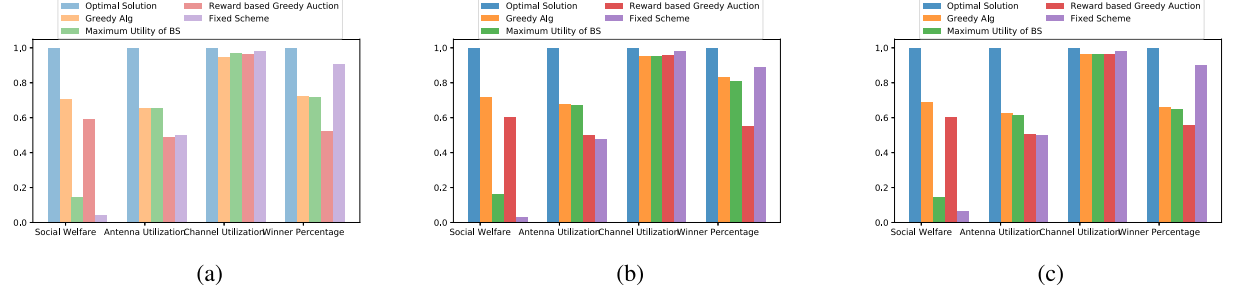 Optimal Solution
Greedy Alg
Maximum Utility of BS
Reward based Greedy Auction
Fixed Scheme
1,0
0.8
0.6
0.4
0.2
0.0
Social Welfare Antenna Utilization Channel Utilization Winner Percentage
(a)
Optimal Solution
Greedy Alg
Maximum Utility of BS
Reward based Greedy Auction
Fixed Scheme
1,0
0.8
0.6
0.4
0.2
0.0
Social Welfare Antenna Utilization Channel Utilization Winner Percentage
(b)
Optimal Solution
Greedy Alg
Maximum Utility of BS
Reward based Greedy Auction
Fixed Scheme
1,0
0.8
0.6
0.4
0.2
0.0
Social Welfare Antenna Utilization Channel Utilization Winner Percentage
(c)